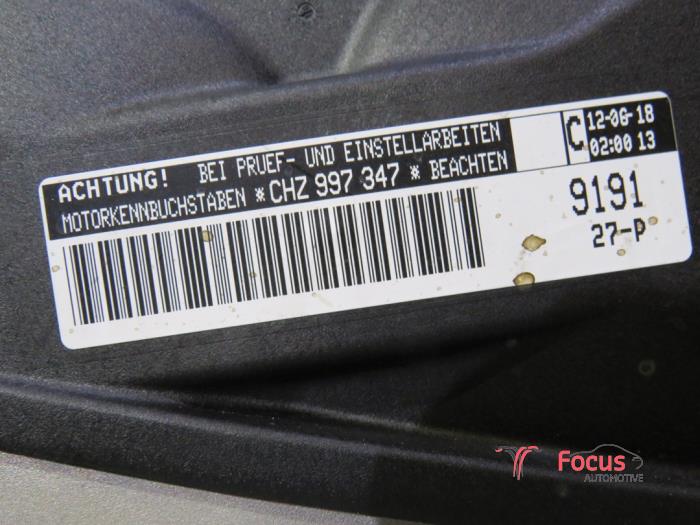 ACHTUNG! BEI PRUEF- UND EINSTELLARBEITEN
MOTORKENNBUCHSTABEN *CHZ 997 347* BEACHTEN
C
12-06-18
02:00 13
9191
27-P
Focus
AUTOMOTIVE